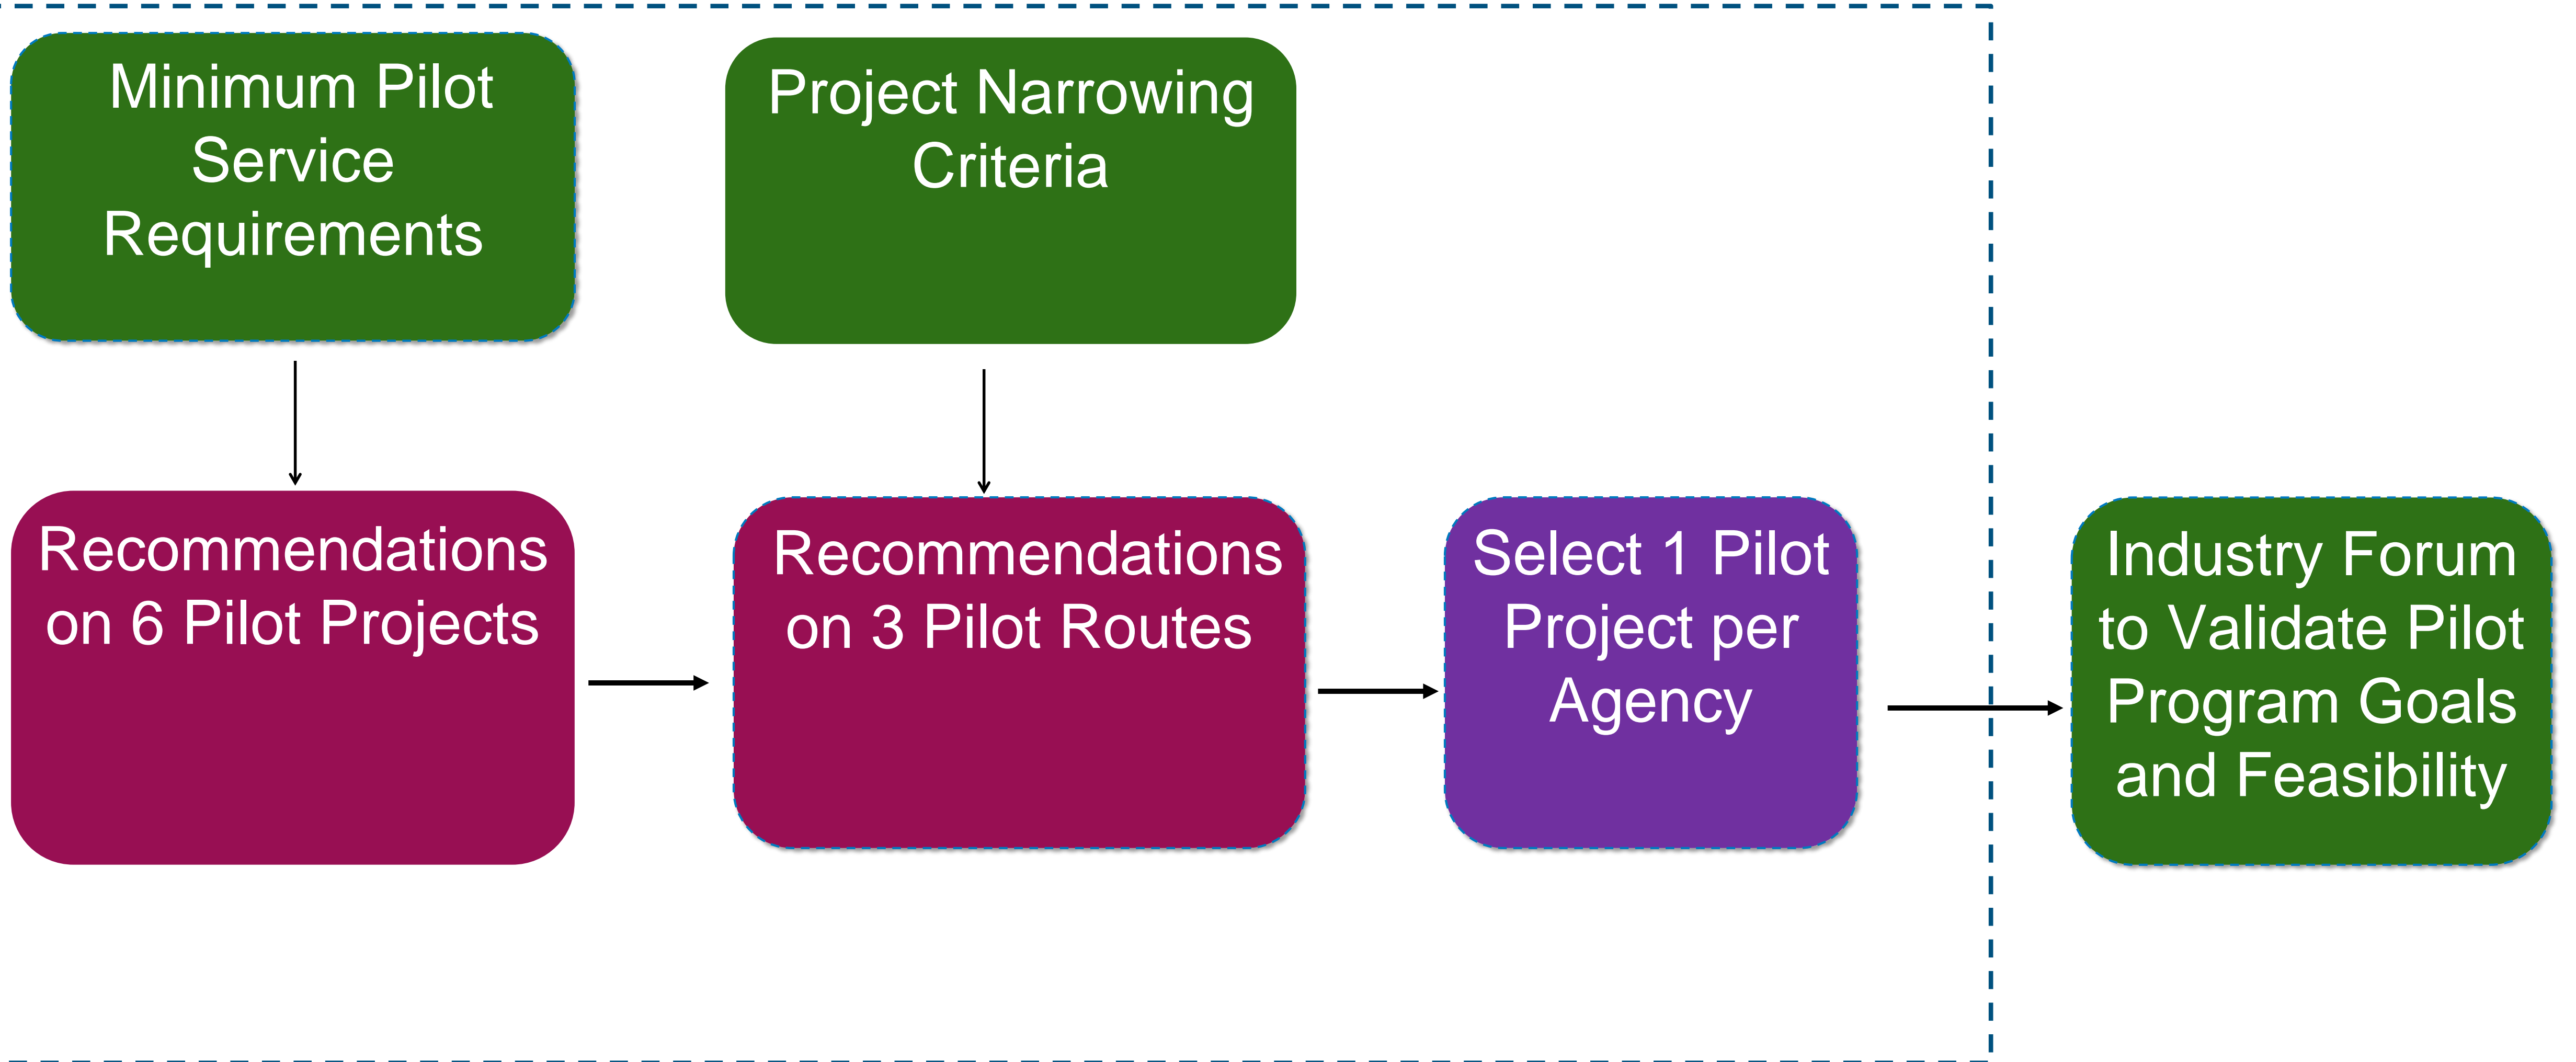 Minimum Pilot
Service
Requirements
Project Narrowing
Criteria
Recommendations
on 6 Pilot Projects
Recommendations
on 3 Pilot Routes
Select 1 Pilot
Project per
Agency
Industry Forum
to Validate Pilot
Program Goals
and Feasibility